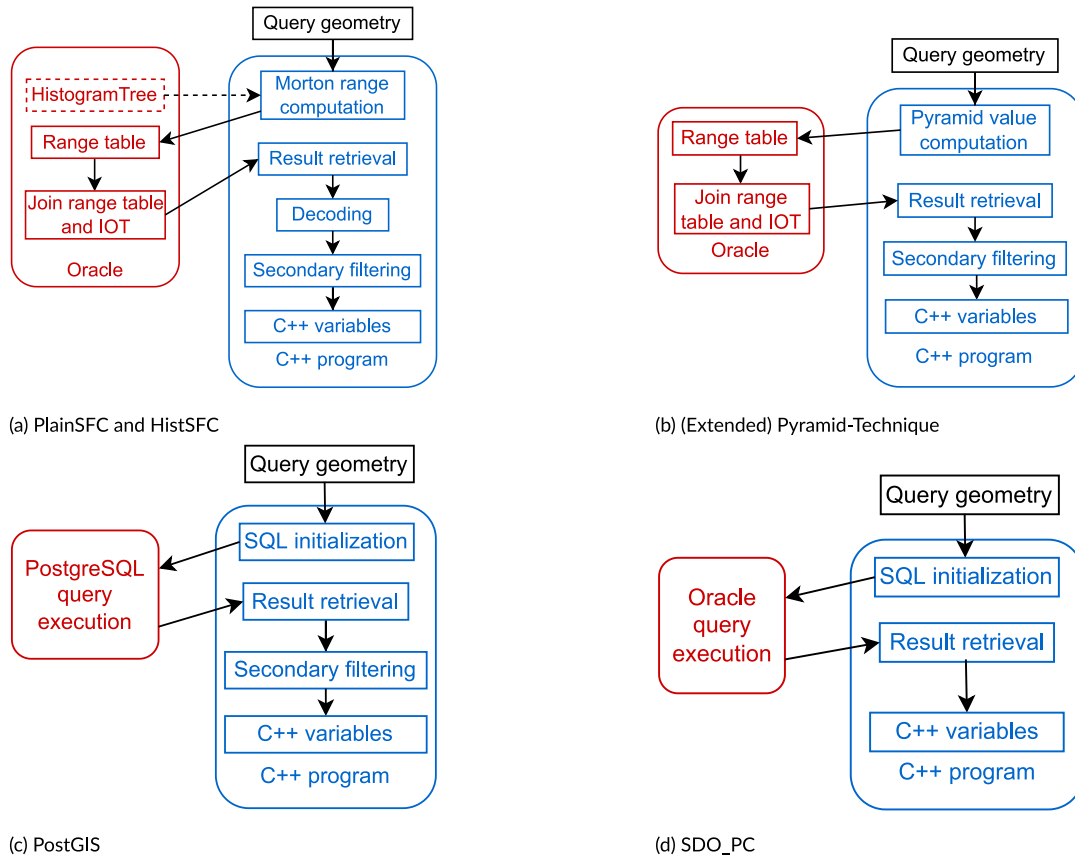 Query geometry
HistogramTree
Morton range
computation
Range table
Result retrieval
Join range table
and IOT
Decoding
Oracle
Secondary filtering
C++ variables
C++ program
(a) PlainSFC and HistSFC
Query geometry
Range table
Pyramid value
computation
Join range
table and IOT
Result retrieval
Oracle
Secondary filtering
C++ variables
C++ program
(b) (Extended) Pyramid-Technique
Query geometry
SQL initialization
PostgreSQL
query
execution
Result retrieval
Secondary filtering
C++ variables
C++ program
(c) PostGIS
Query geometry
SQL initialization
Oracle
query
execution
Result retrieval
C++ variables
C++ program
(d) SDO_PC